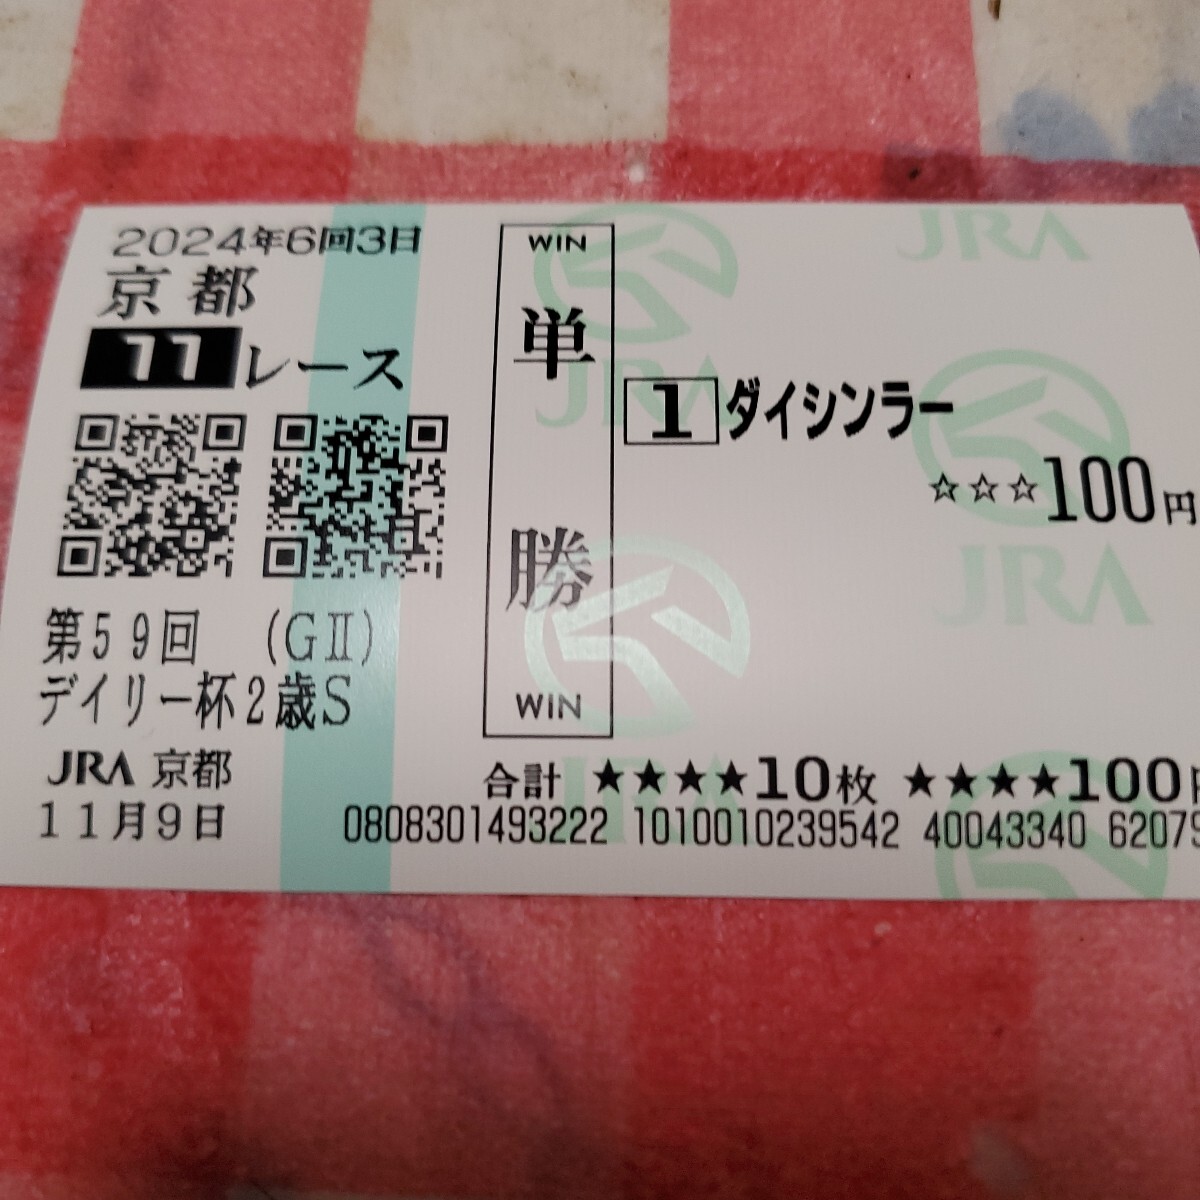 2024年6回3日
京都
11レース
第59回 (GⅡ)
デイリー杯2歳S
JRA 京都
11月9日
WIN
単勝
WIN
1 ダイシンラー
☆☆☆100円
合計 ★★★★10枚 ★★★★100円
0808301493222 1010010239542 40043340 62079
JRA
JRA
JRA
JRA